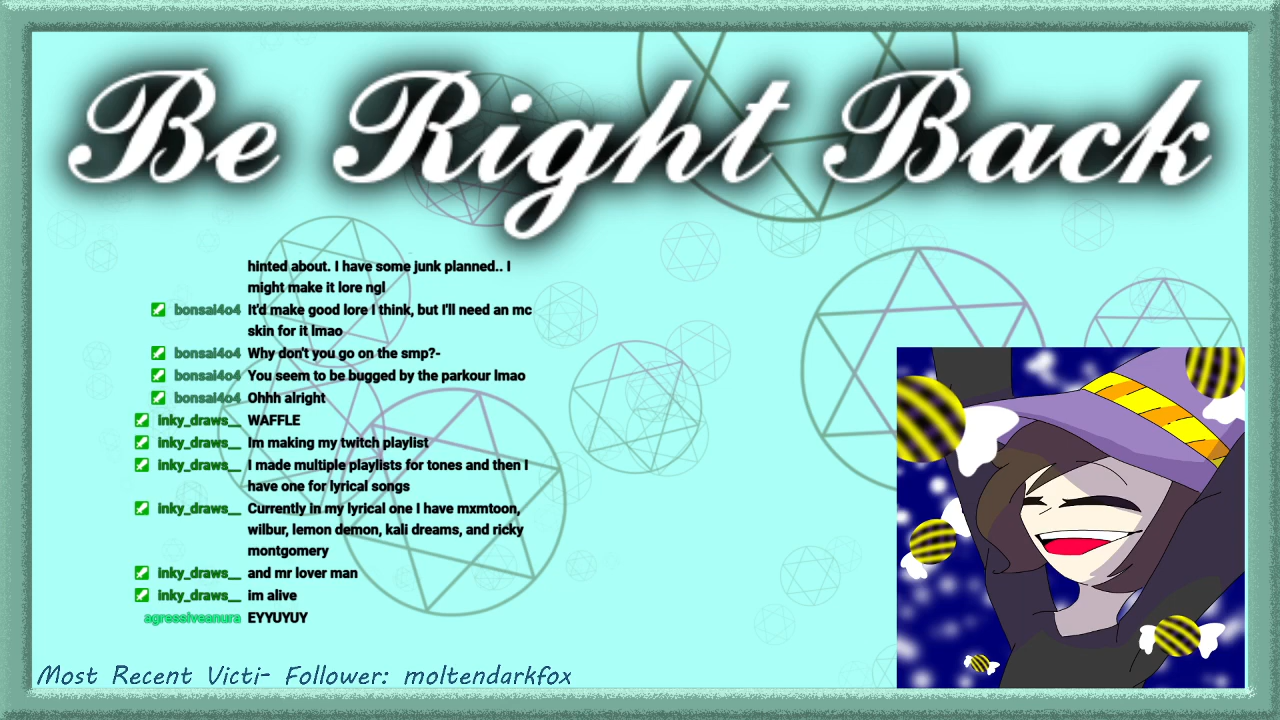 Be Right Back
hinted about. I have some junk planned.. I
might make it lore ngl
bonsai4o4 It'd make good lore I think, but I'll need an mc
skin for it lmao
bonsai4o4 Why don't you go on the smp?-
bonsai4o4 You seem to be bugged by the parkour lmao
bonsai4o4 Ohhh alright
inky_draws__ WAFFLE
inky_draws__ Im making my twitch playlist
inky_draws__ I made multiple playlists for tones and then I
have one for lyrical songs
inky_draws__ Currently in my lyrical one I have mxmtoon,
wilbur, lemon demon, kali dreams, and ricky
montgomery
inky_draws__ and mr lover man
inky_draws__ im alive
agressiveanura EYYUYUY
Most Recent Victi- Follower: moltendarkfox